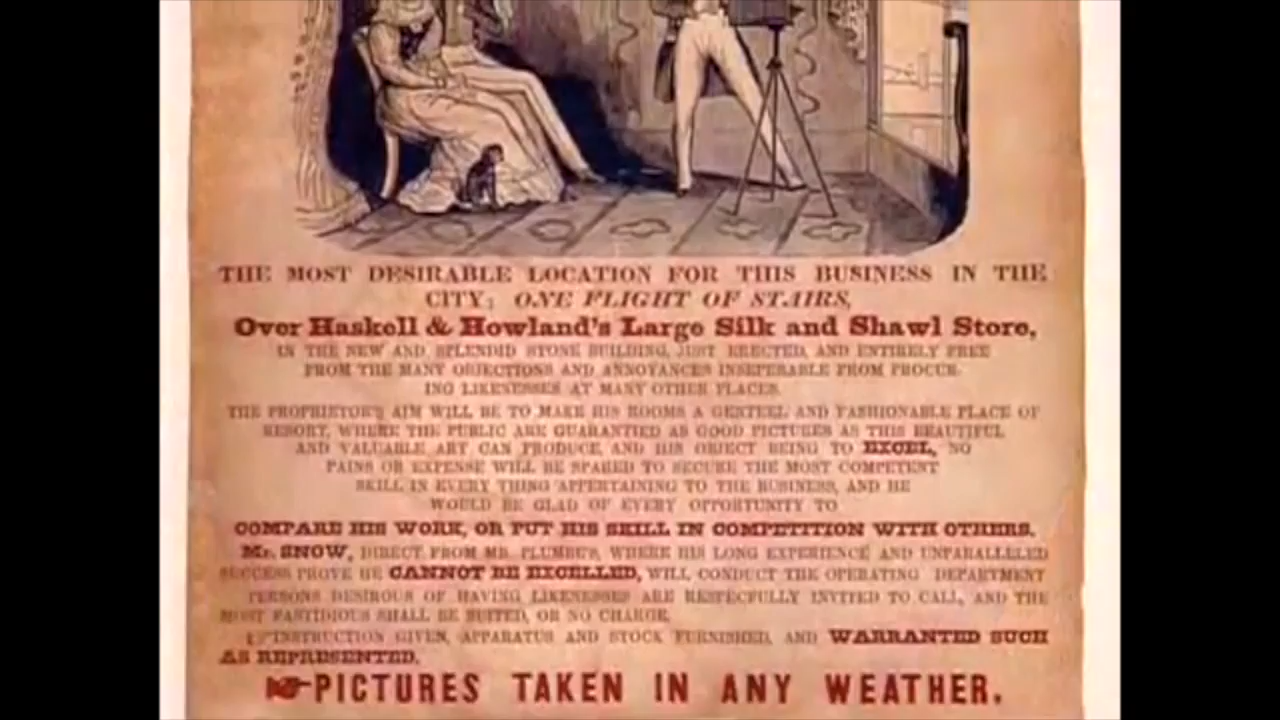 THE MOST DESIRABLE LOCATION FOR THIS BUSINESS IN THE
CITY; ONE FLIGHT OF STAIRS,
Over Haskell & Howland's Large Silk and Shawl Store,
IN THE NEW AND SPLENDID STONE BUILDING, JUST ERECTED, AND ENTIRELY FREE
FROM THE MANY OBJECTIONS AND ANNOYANCES INSEPERABLE FROM PROCUR-
ING LIKENESSES AT MANY OTHER PLACES.
THE PROPRIETOR'S AIM WILL BE TO MAKE HIS ROOMS A GENTEEL AND FASHIONABLE PLACE OF
RESORT, WHERE THE PUBLIC ARE GUARANTIED AS GOOD PICTURES AS THIS BEAUTIFUL
AND VALUABLE ART CAN PRODUCE, AND HIS OBJECT BEING TO EXCEL, NO
PAINS OR EXPENSE WILL BE SPARED TO SECURE THE MOST COMPETENT
SKILL IN EVERY THING APPERTAINING TO THE BUSINESS, AND HE
WOULD BE GLAD OF EVERY OPPORTUNITY TO
COMPARE HIS WORK, OR PUT HIS SKILL IN COMPETITION WITH OTHERS.
Mr. SNOW, DIRECT FROM MR. PLUMBE'S, WHERE HIS LONG EXPERIENCE AND UNPARALLELED
SUCCESS PROVE HE CANNOT BE EXCELLED, WILL CONDUCT THE OPERATING DEPARTMENT
PERSONS DESIROUS OF HAVING LIKENESSES ARE RESPECFULLY INVITED TO CALL, AND THE
MOST FASTIDIOUS SHALL BE SUITED, OR NO CHARGE.
INSTRUCTION GIVEN, APPARATUS AND STOCK FURNISHED, AND WARRANTED SUCH
AS REPRESENTED.
PICTURES TAKEN IN ANY WEATHER.